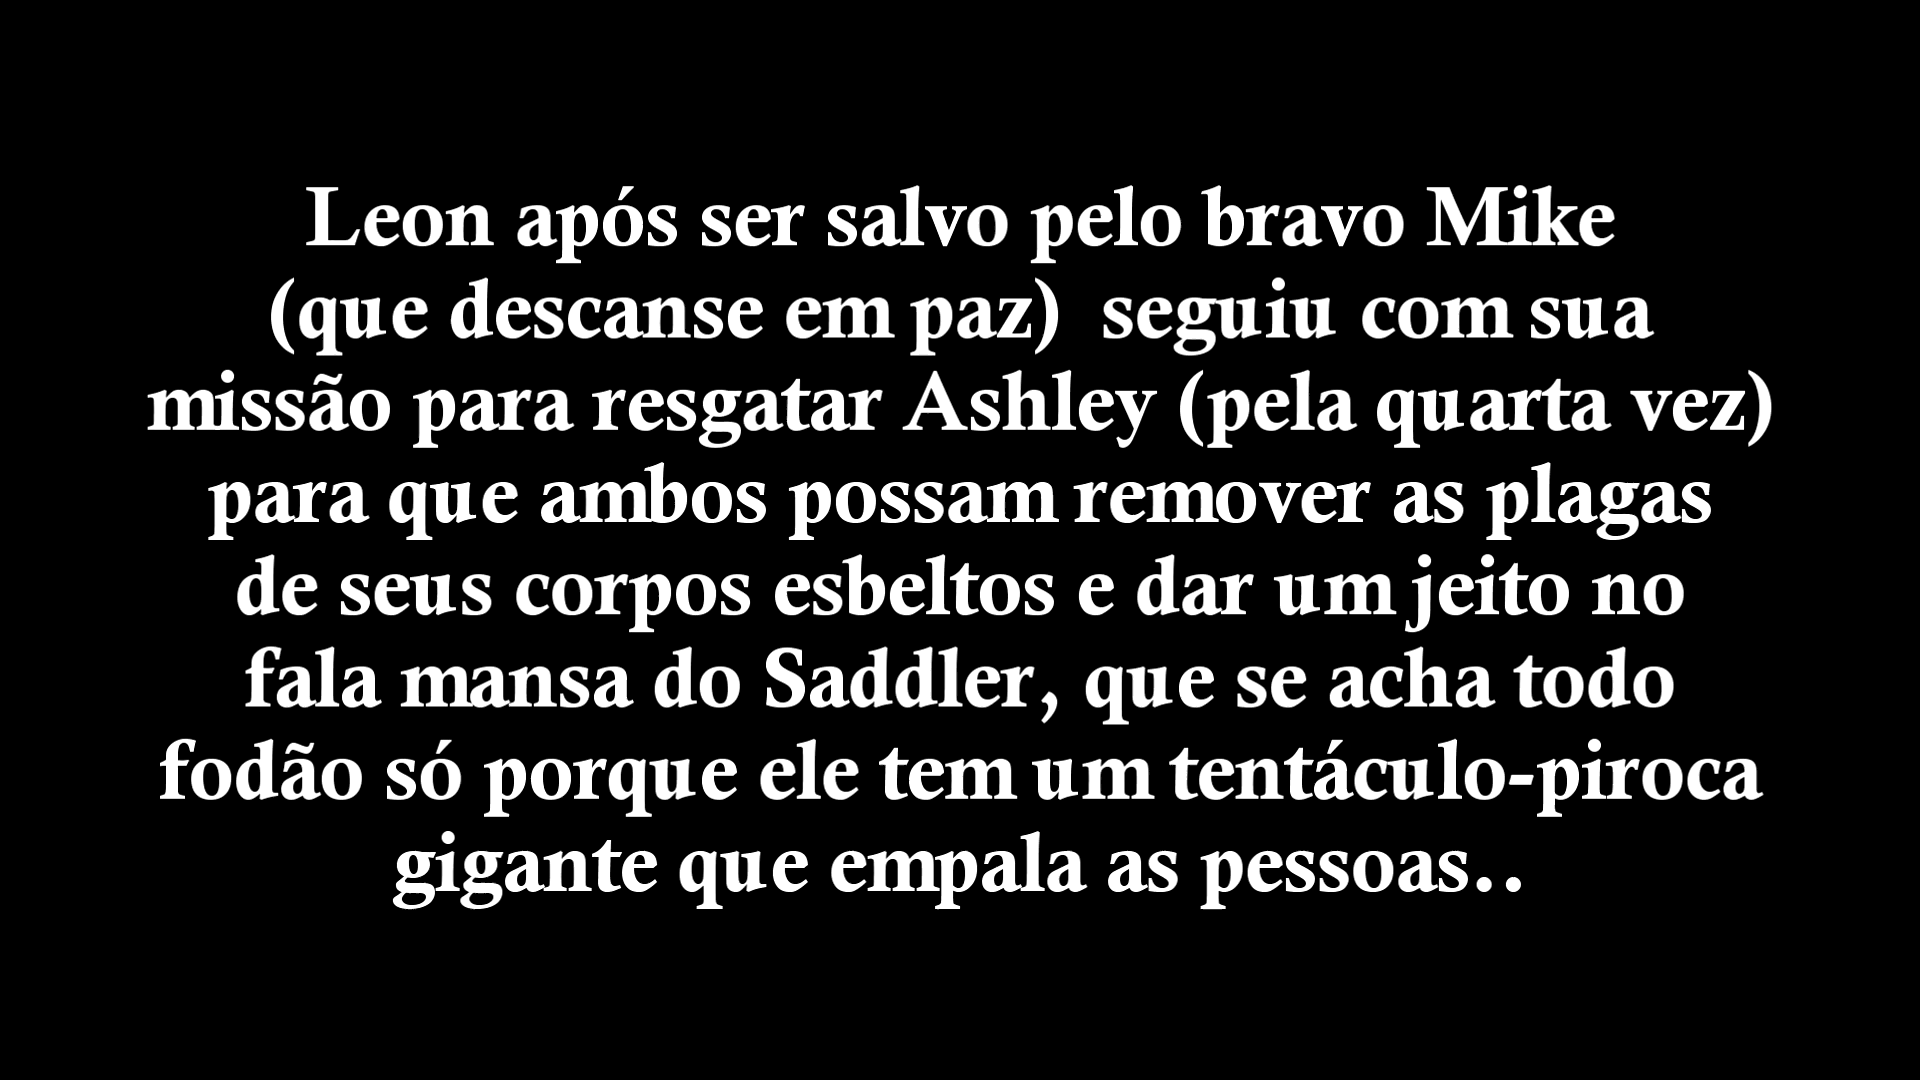 Leon após ser salvo pelo bravo Mike
(que descanse em paz)  seguiu com sua
missão para resgatar Ashley (pela quarta vez)
para que ambos possam remover as plagas
de seus corpos esbeltos e dar um jeito no
fala mansa do Saddler, que se acha todo
fodão só porque ele tem um tentáculo-piroca
gigante que empala as pessoas..